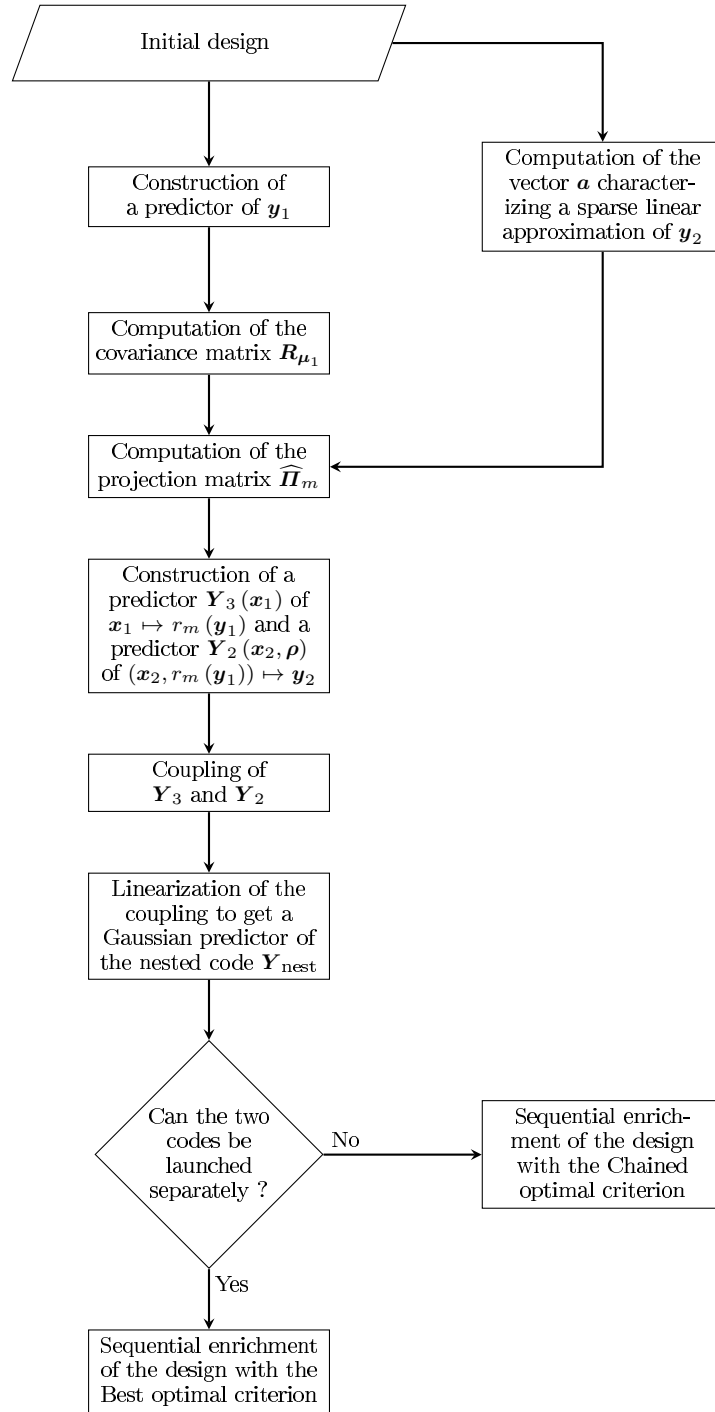 Initial design
Construction of
a predictor of 𝒚₁
Computation of the
vector 𝒂 character-
izing a sparse linear
approximation of 𝒚₂
Computation of the
covariance matrix 𝑹_𝝁₁
Computation of the
projection matrix 𝜫̂ₘ
Construction of a
predictor 𝒀₃ (𝒙₁) of
𝒙₁ ↦ rₘ (𝒚₁) and a
predictor 𝒀₂ (𝒙₂, 𝝆)
of (𝒙₂, rₘ (𝒚₁)) ↦ 𝒚₂
Coupling of
𝒀₃ and 𝒀₂
Linearization of the
coupling to get a
Gaussian predictor of
the nested code 𝒀_nest
Can the two
codes be
launched
separately ?
No
Sequential enrich-
ment of the design
with the Chained
optimal criterion
Yes
Sequential enrichment
of the design with the
Best optimal criterion